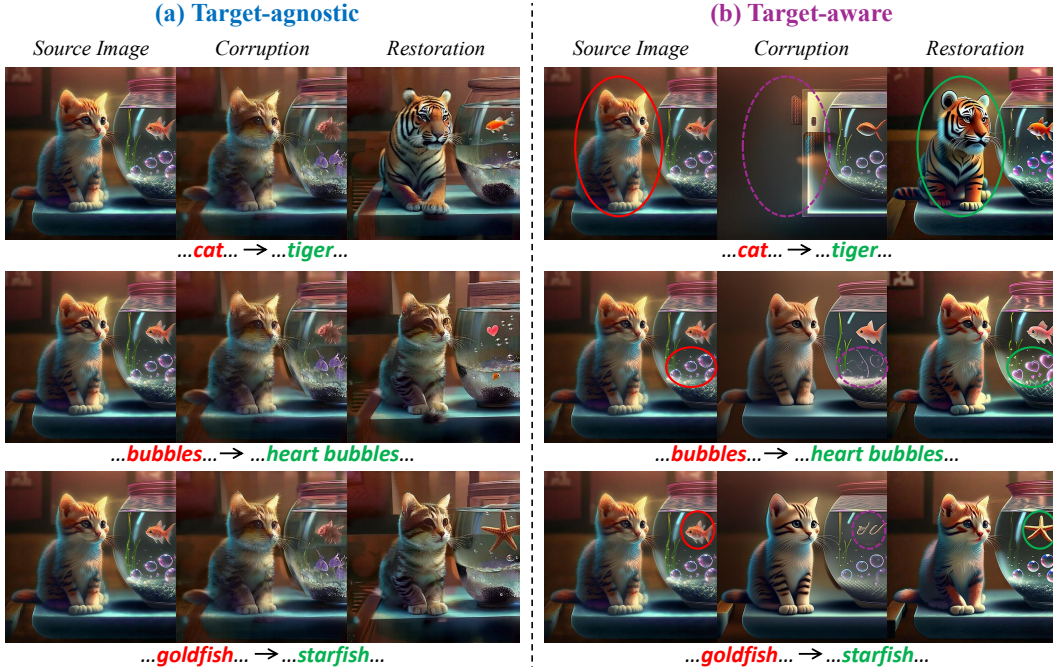 (a) Target-agnostic
(b) Target-aware
Source Image Corruption Restoration
Source Image Corruption Restoration
...cat... → ...tiger...
...cat... → ...tiger...
...bubbles... → ...heart bubbles...
...bubbles... → ...heart bubbles...
...goldfish... → ...starfish...
...goldfish... → ...starfish...